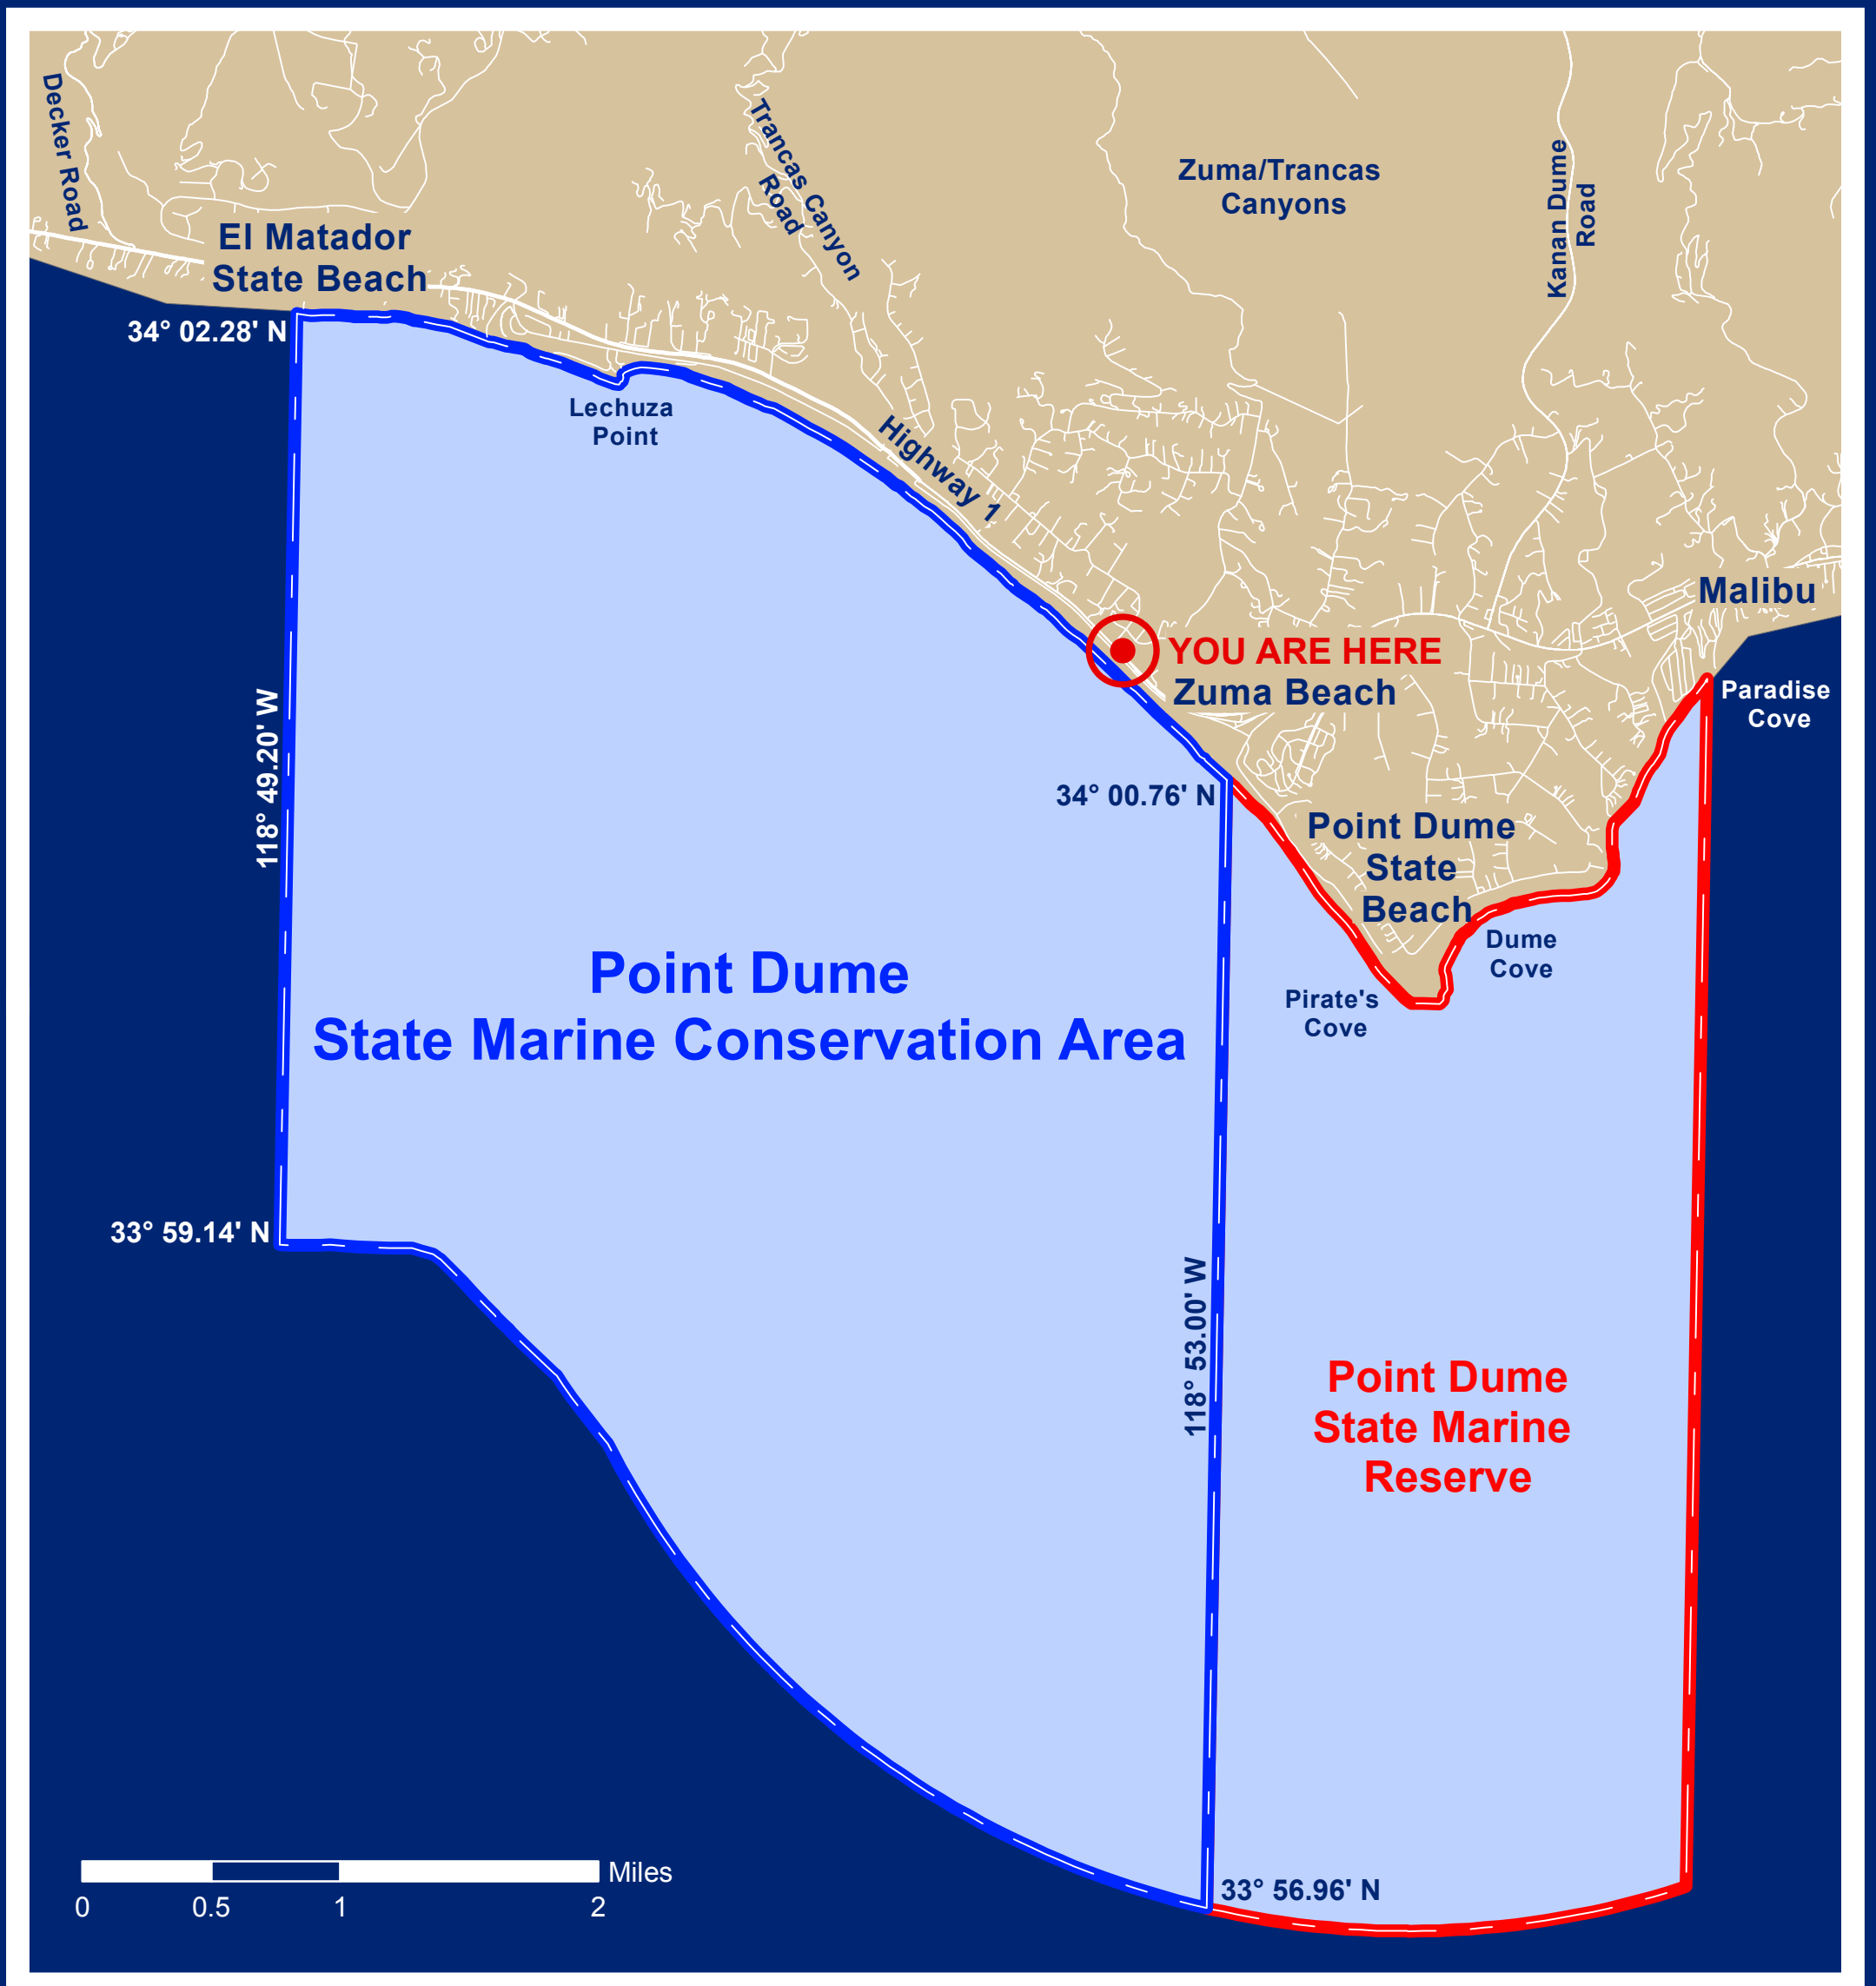 Decker Road
Trancas Canyon
Road
Zuma/Trancas
Canyons
Kanan Dume
Road
El Matador
State Beach
34° 02.28' N
Lechuza
Point
Highway 1
Malibu
YOU ARE HERE
Zuma Beach
Paradise
Cove
118° 49.20' W
34° 00.76' N
Point Dume
State
Beach
Dume
Cove
Pirate's
Cove
Point Dume
State Marine Conservation Area
33° 59.14' N
118° 53.00' W
Point Dume
State Marine
Reserve
33° 56.96' N
Miles
0 0.5 1 2